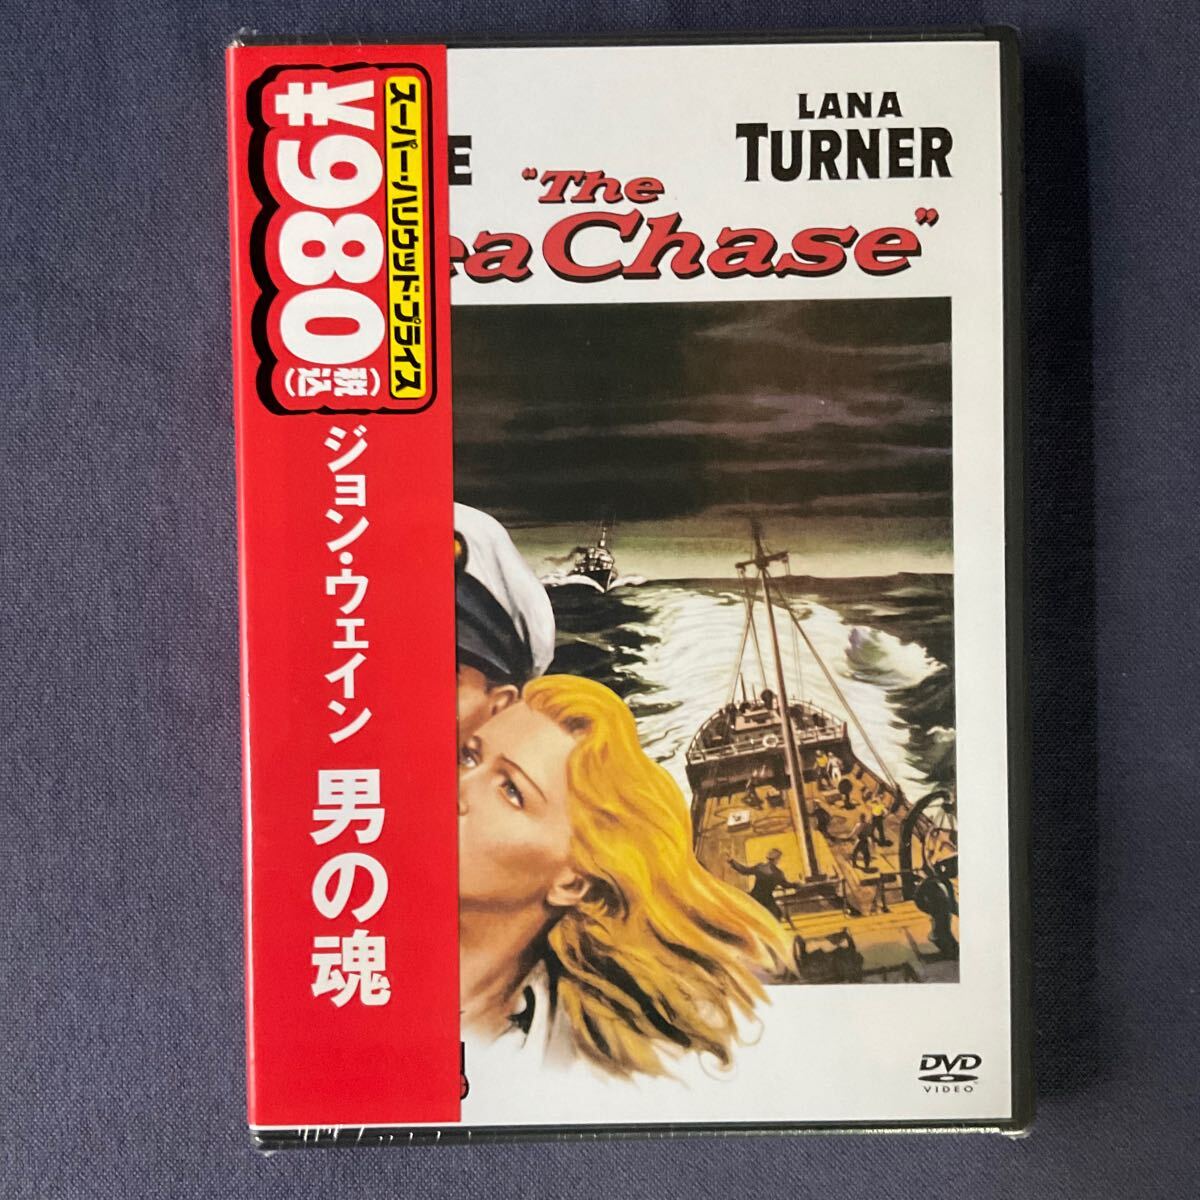 スーパー・ハリウッド・プライス
¥980
(税込)
ジョン・ウェイン 男の魂
E
LANA
TURNER
"The
ea Chase"
DVD
VIDEO